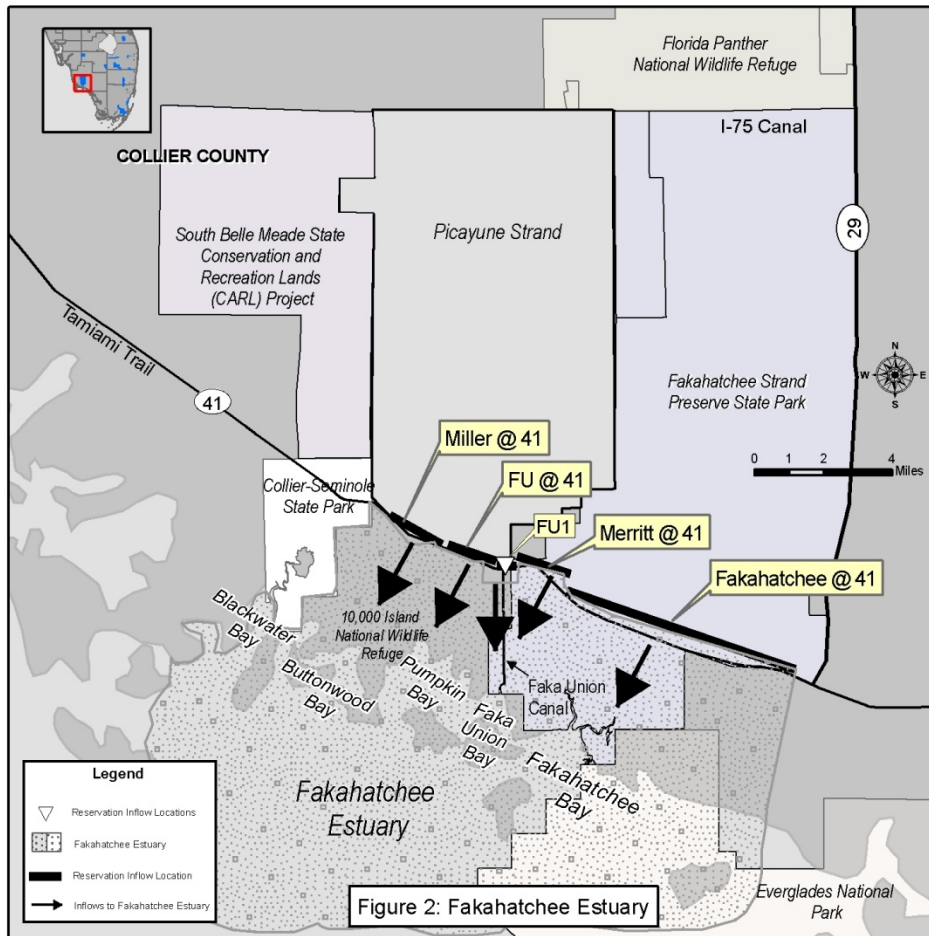 Florida Panther
National Wildlife Refuge
I-75 Canal
COLLIER COUNTY
29
South Belle Meade State
Conservation and
Recreation Lands
(CARL) Project
Picayune Strand
Tamiami Trail
41
Fakahatchee Strand
Preserve State Park
N
W
E
S
0 1 2 4
Miles
Miller @ 41
FU @ 41
FU1
Merritt @ 41
Fakahatchee @ 41
Collier-Seminole
State Park
10,000 Island
National Wildlife
Refuge
Blackwater
Bay
Buttonwood
Bay
Pumpkin
Bay
Faka
Union
Bay
Faka Union
Canal
Fakahatchee
Bay
Fakahatchee
Estuary
Legend
Reservation Inflow Locations
Fakahatchee Estuary
Reservation Inflow Location
Inflows to Fakahatchee Estuary
Figure 2: Fakahatchee Estuary
Everglades National
Park